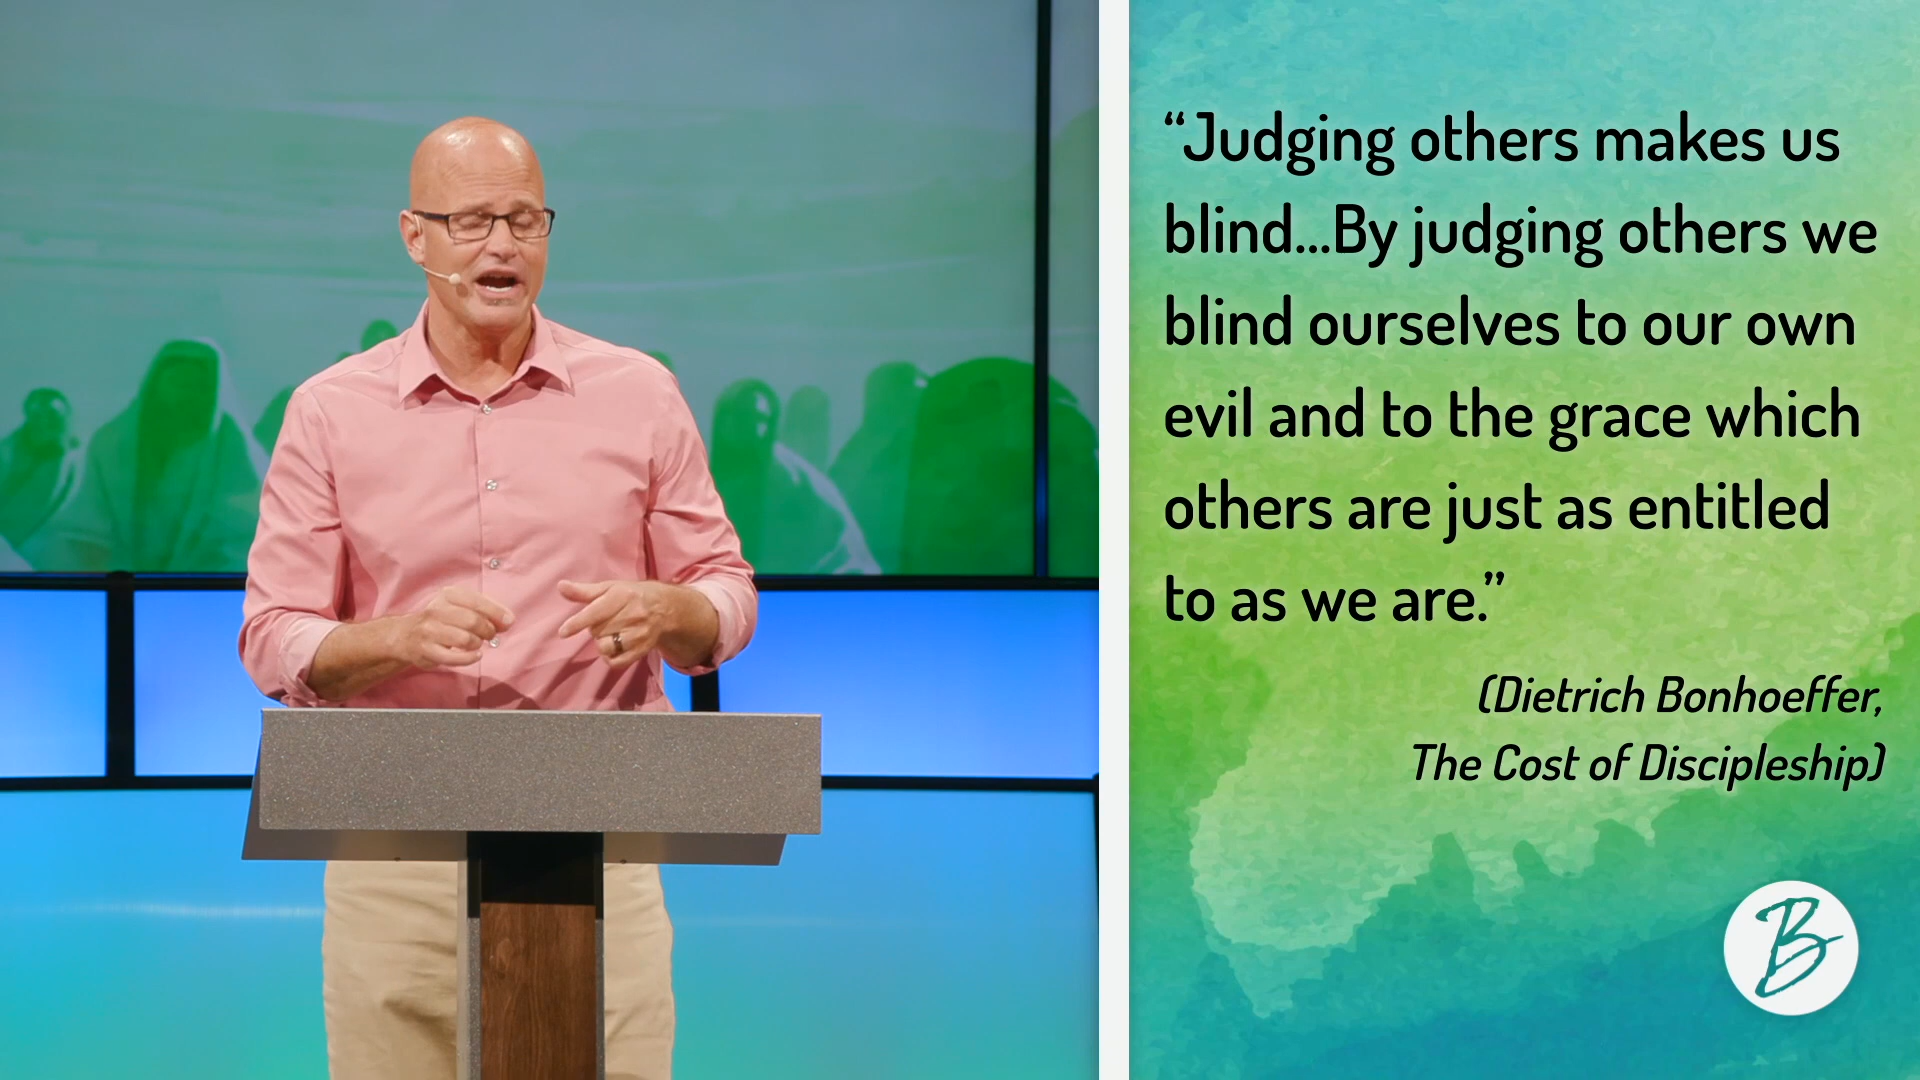 “Judging others makes us
blind...By judging others we
blind ourselves to our own
evil and to the grace which
others are just as entitled
to as we are.”
(Dietrich Bonhoeffer,
The Cost of Discipleship)
B